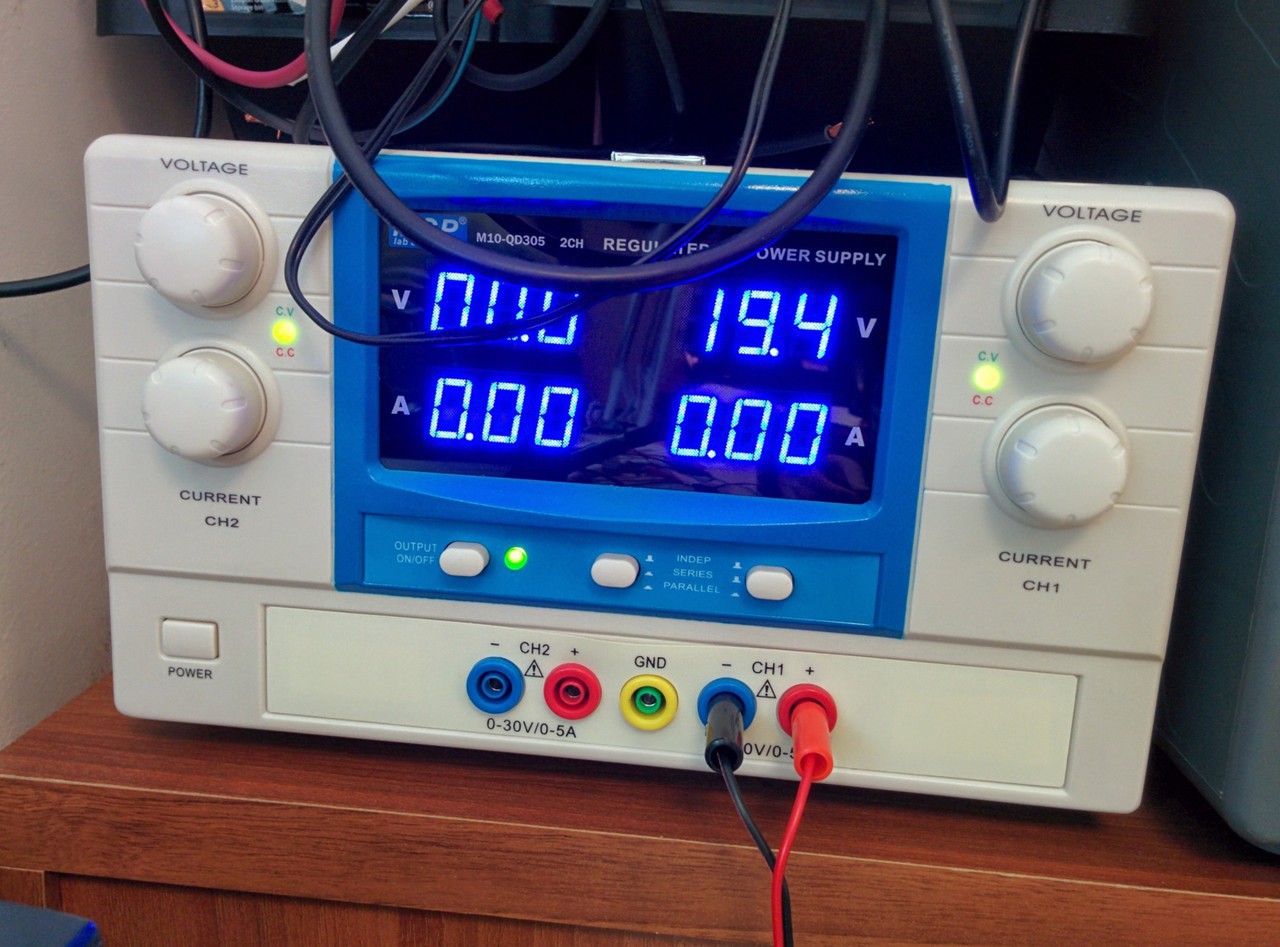 VOLTAGE
VOLTAGE
M10-QD305 2CH
POWER SUPPLY
V
19.4 V
A 0.00
0.00 A
C.V
C.C
C.V
C.C
CURRENT
CH2
CURRENT
CH1
OUTPUT
ON/OFF
INDEP
SERIES
PARALLEL
POWER
- CH2 +
GND
- CH1 +
0-30V/0-5A